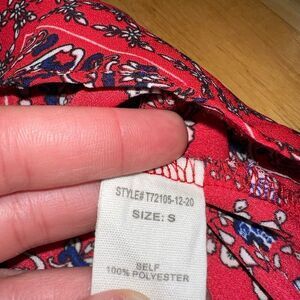 STYLE# T72105-12-20
SIZE: S
SELF
100% POLYESTER